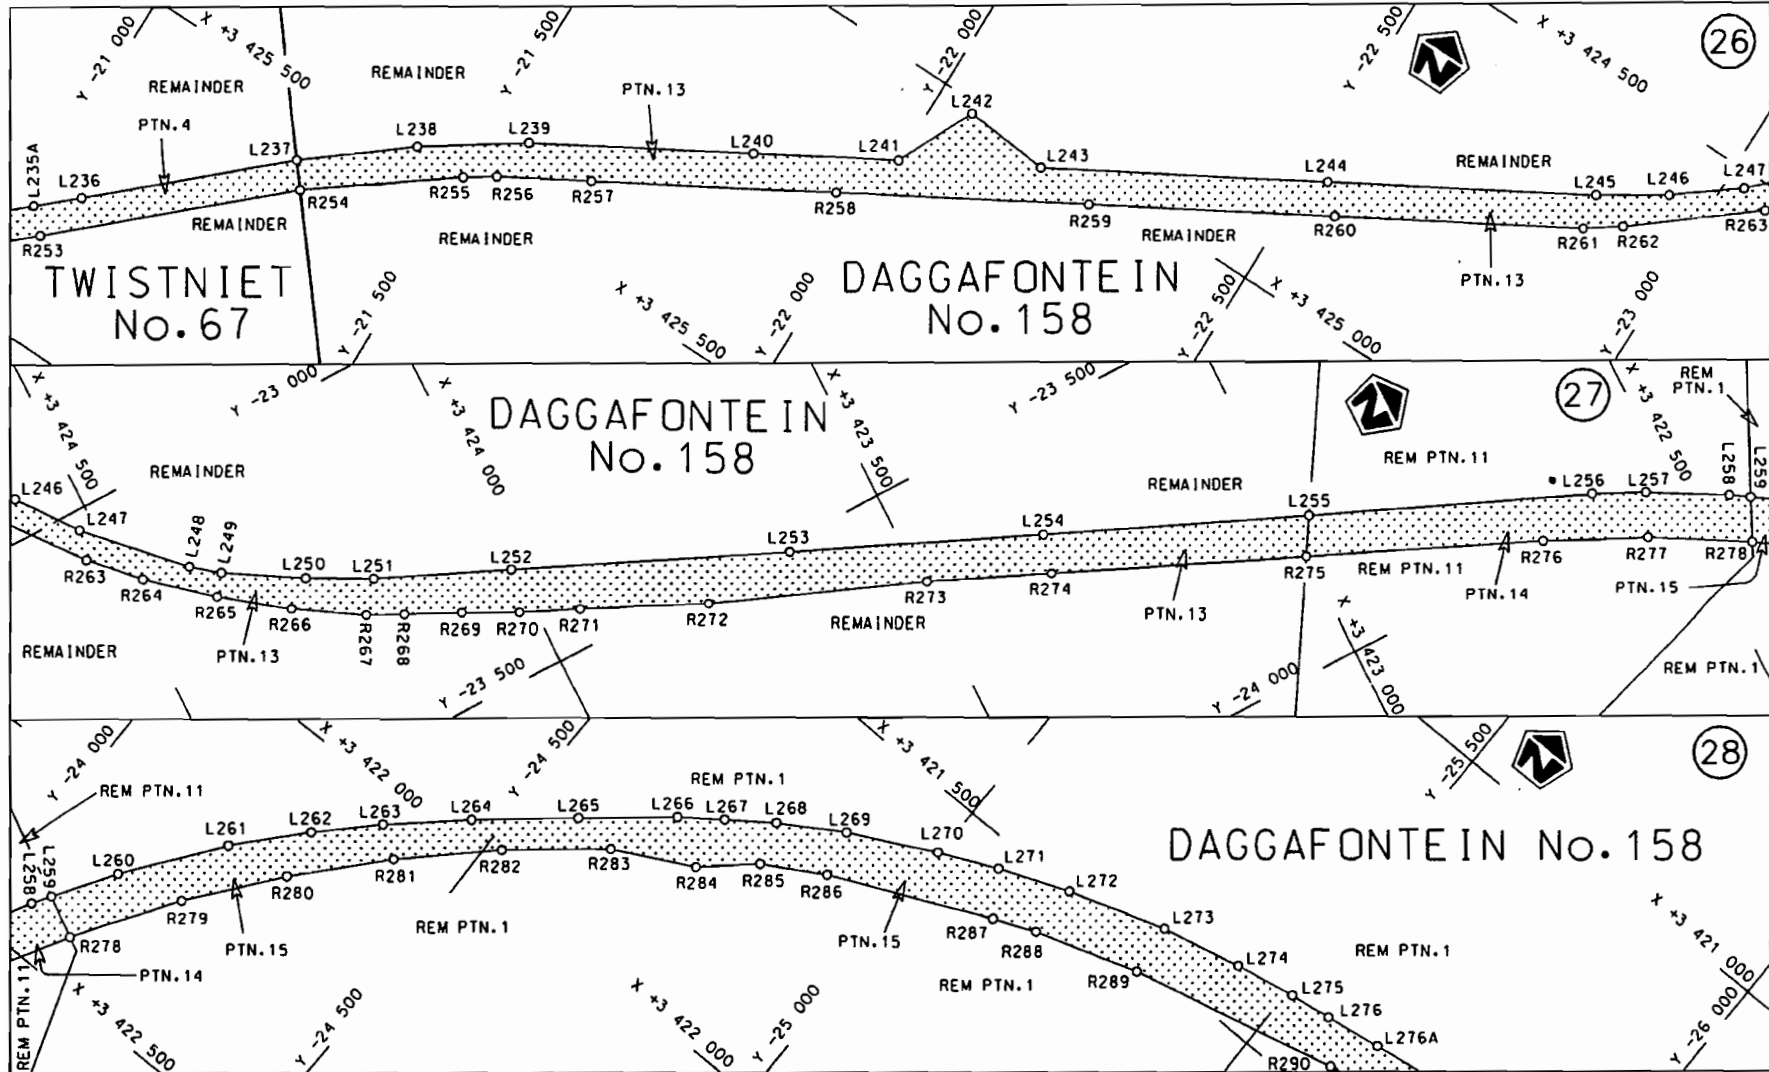 Y -21 000
X +3 425 500
Y -21 500
Y -22 000
Y -22 500
X +3 424 500
26
REMAINDER
REMAINDER
PTN.13
PTN.4
L235A
L236
L237
L238
L239
L240
L241
L242
L243
L244
REMAINDER
L245
L246
L247
R253
REMAINDER
R254
R255
R256
R257
R258
R259
R260
R261
R262
R263
REMAINDER
REMAINDER
PTN.13
TWISTNIET
No.67
DAGGAFONTEIN
No.158
Y -21 500
X +3 425 500
Y -22 000
Y -22 500
X +3 425 000
Y -23 000
X +3 424 500
Y -23 000
X +3 424 000
DAGGAFONTEIN
No.158
X +3 423 500
Y -23 500
27
X +3 422 500
REM
PTN.1
REMAINDER
REMAINDER
REM PTN.11
L246
L247
L248
L249
L250
L251
L252
L253
L254
L255
L256
L257
L258
L259
R263
R264
R265
R266
R267
R268
R269
R270
R271
R272
R273
R274
R275
REM PTN.11
R276
R277
R278
REMAINDER
PTN.13
REMAINDER
PTN.13
PTN.14
PTN.15
REM PTN.1
Y -23 500
Y -24 000
X +3 423 000
Y -24 000
X +3 422 000
Y -24 500
X +3 421 500
Y -25 500
28
REM PTN.11
REM PTN.1
L258
L259
L260
L261
L262
L263
L264
L265
L266
L267
L268
L269
L270
L271
L272
L273
L274
L275
L276
L276A
DAGGAFONTEIN No.158
R278
R279
R280
R281
R282
R283
R284
R285
R286
R287
R288
R289
R290
PTN.14
PTN.15
REM PTN.1
PTN.15
REM PTN.1
REM PTN.1
REM PTN.11
X +3 422 500
Y -24 500
X +3 422 000
Y -25 000
X +3 421 000
Y -26 000